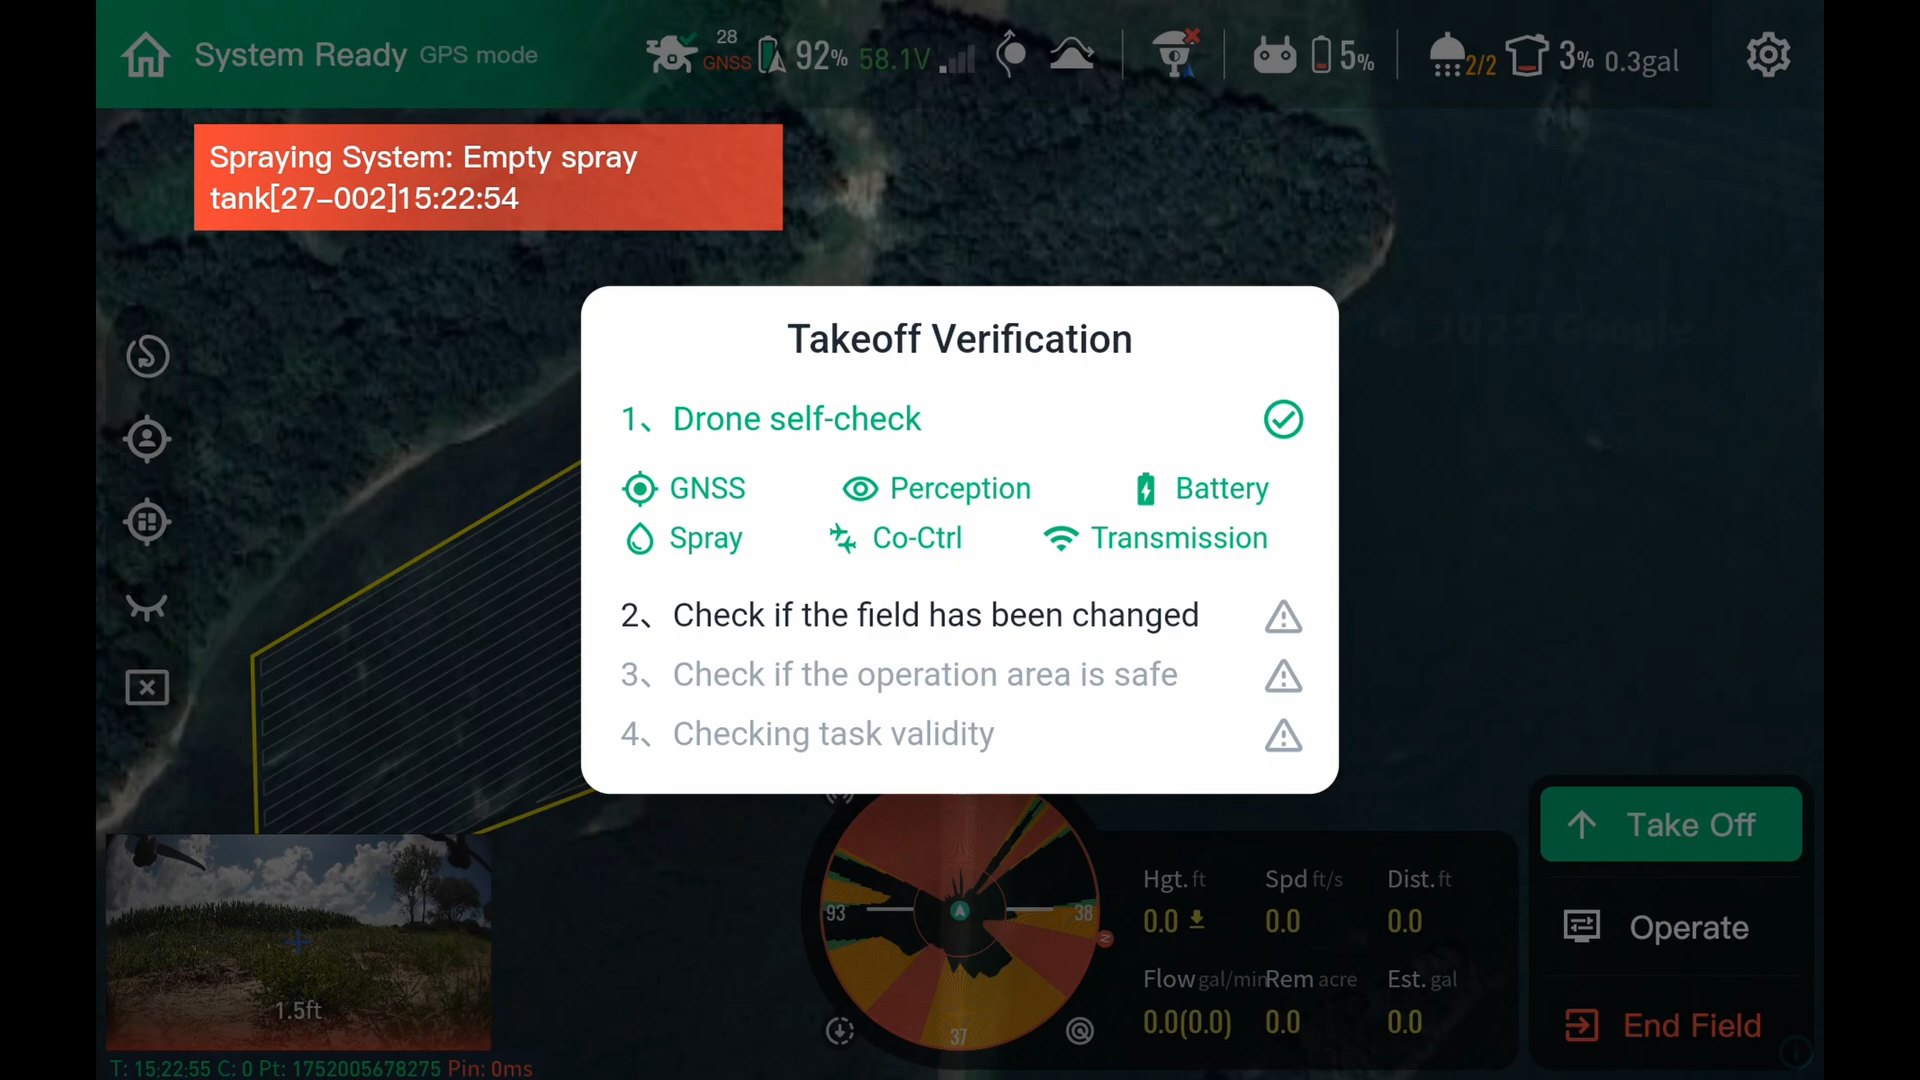 System Ready GPS mode
28
GNSS
92% 58.1V
5%
2/2
3% 0.3gal
Spraying System: Empty spray
tank[27-002]15:22:54
Takeoff Verification
1、 Drone self-check
GNSS Perception Battery
Spray Co-Ctrl Transmission
2、 Check if the field has been changed
3、 Check if the operation area is safe
4、 Checking task validity
Take Off
Operate
End Field
Hgt. ft Spd ft/s Dist. ft
0.0 0.0 0.0
Flow gal/min Rem acre Est. gal
0.0(0.0) 0.0 0.0
93
38
N
37
1.5ft
T: 15:22:55 C: 0 Pt: 1752005678275 Pin: 0ms